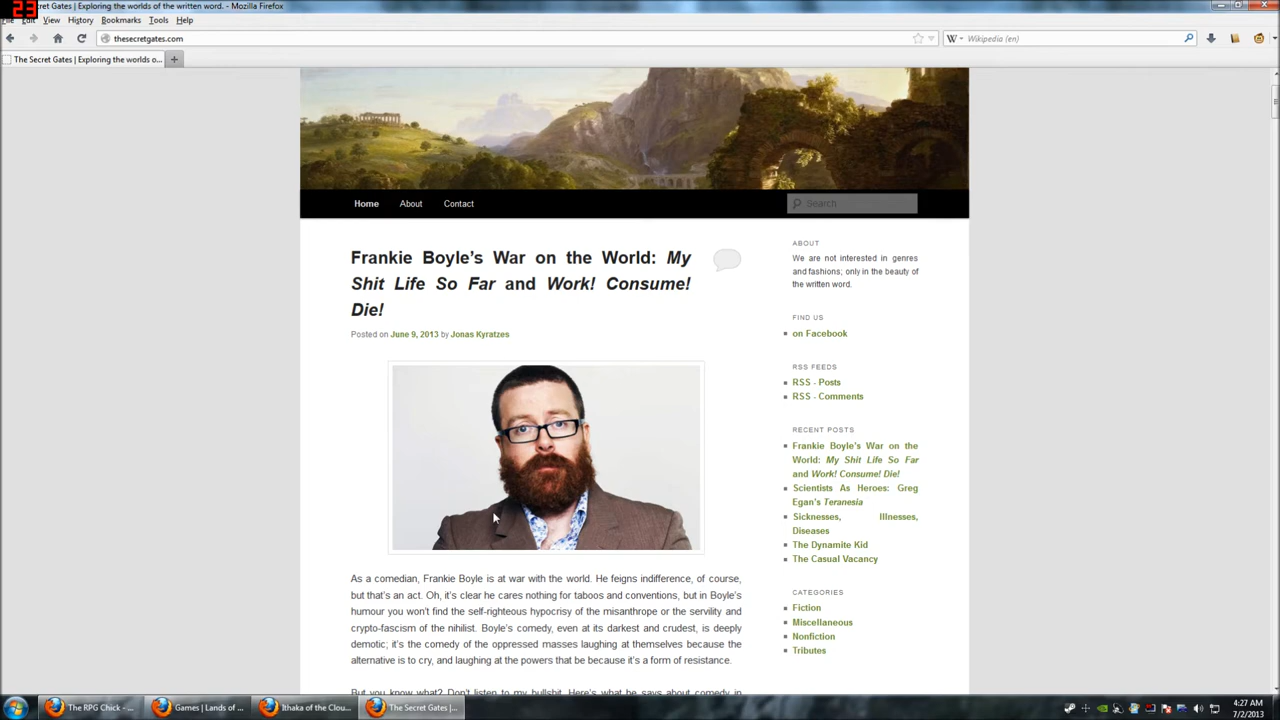 23
cret Gates | Exploring the worlds of the written word. - Mozilla Firefox
File Edit View History Bookmarks Tools Help
thesecretgates.com
Wikipedia (en)
The Secret Gates | Exploring the worlds o...
Home About Contact
Search
Frankie Boyle's War on the World: My
Shit Life So Far and Work! Consume!
Die!
Posted on June 9, 2013 by Jonas Kyratzes
As a comedian, Frankie Boyle is at war with the world. He feigns indifference, of course,
but that's an act. Oh, it's clear he cares nothing for taboos and conventions, but in Boyle's
humour you won't find the self-righteous hypocrisy of the misanthrope or the servility and
crypto-fascism of the nihilist. Boyle's comedy, even at its darkest and crudest, is deeply
demotic; it's the comedy of the oppressed masses laughing at themselves because the
alternative is to cry, and laughing at the powers that be because it's a form of resistance.
But you know what? Don't listen to my bullshit. Here's what he says about comedy in
ABOUT
We are not interested in genres
and fashions; only in the beauty of
the written word.
FIND US
on Facebook
RSS FEEDS
RSS - Posts
RSS - Comments
RECENT POSTS
Frankie Boyle's War on the
World: My Shit Life So Far
and Work! Consume! Die!
Scientists As Heroes: Greg
Egan's Teranesia
Sicknesses, Illnesses,
Diseases
The Dynamite Kid
The Casual Vacancy
CATEGORIES
Fiction
Miscellaneous
Nonfiction
Tributes
The RPG Chick - ...
Games | Lands of ...
Ithaka of the Clou...
The Secret Gates |...
4:27 AM
7/2/2013